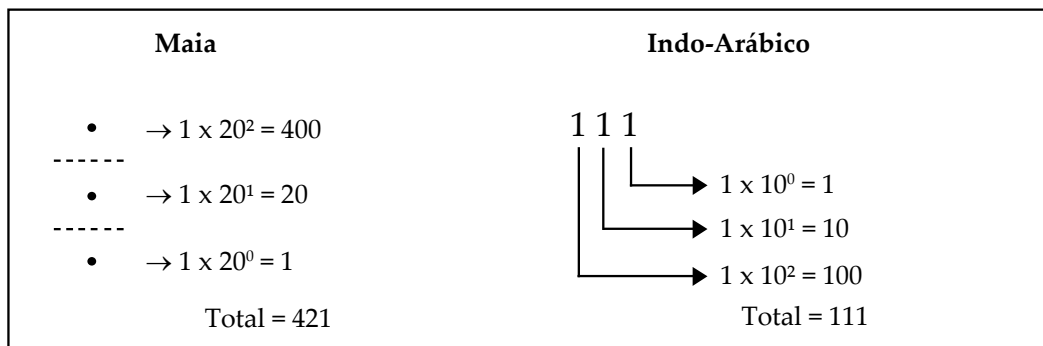 Maia
• → 1 x 20² = 400
------
• → 1 x 20¹ = 20
------
• → 1 x 20⁰ = 1
Total = 421
Indo-Arábico
1 1 1
1 x 10⁰ = 1
1 x 10¹ = 10
1 x 10² = 100
Total = 111